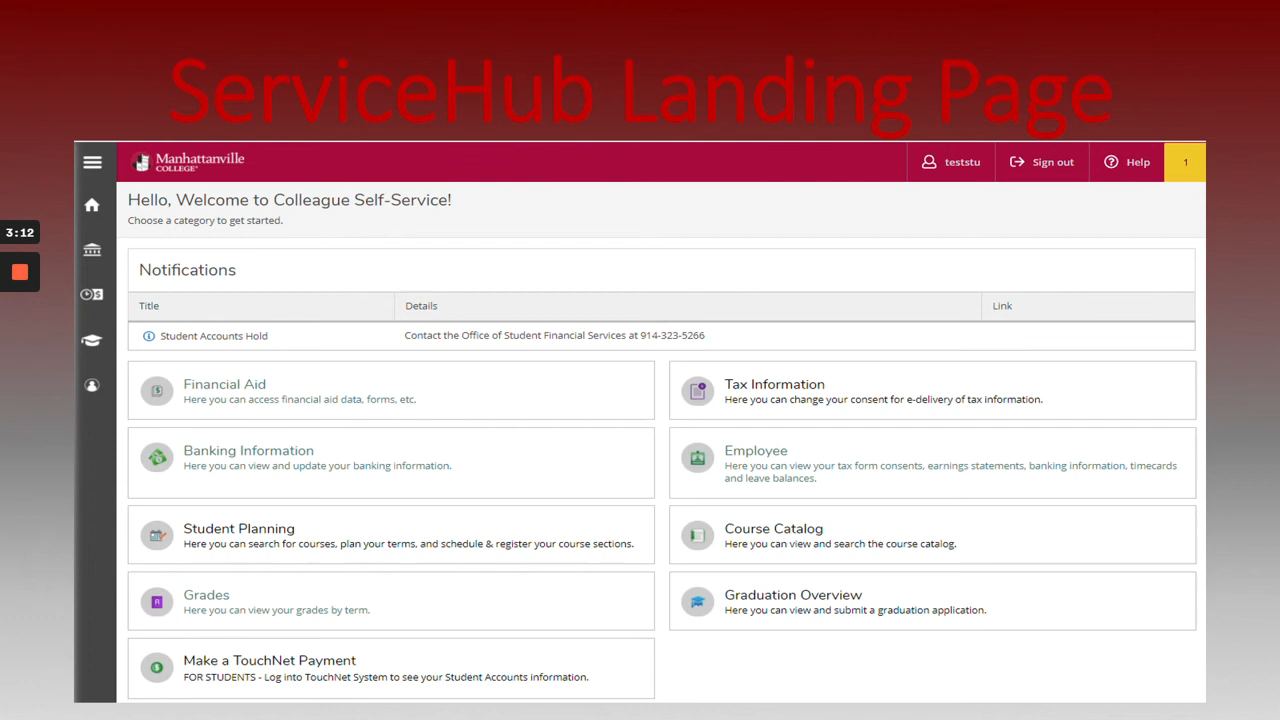 ServiceHub Landing Page
Manhattanville
COLLEGE
teststu
Sign out
Help
1
Hello, Welcome to Colleague Self-Service!
Choose a category to get started.
3:12
Notifications
Title
Details
Link
Student Accounts Hold
Contact the Office of Student Financial Services at 914-323-5266
Financial Aid
Here you can access financial aid data, forms, etc.
Tax Information
Here you can change your consent for e-delivery of tax information.
Banking Information
Here you can view and update your banking information.
Employee
Here you can view your tax form consents, earnings statements, banking information, timecards
and leave balances.
Student Planning
Here you can search for courses, plan your terms, and schedule & register your course sections.
Course Catalog
Here you can view and search the course catalog.
Grades
Here you can view your grades by term.
Graduation Overview
Here you can view and submit a graduation application.
Make a TouchNet Payment
FOR STUDENTS - Log into TouchNet System to see your Student Accounts information.